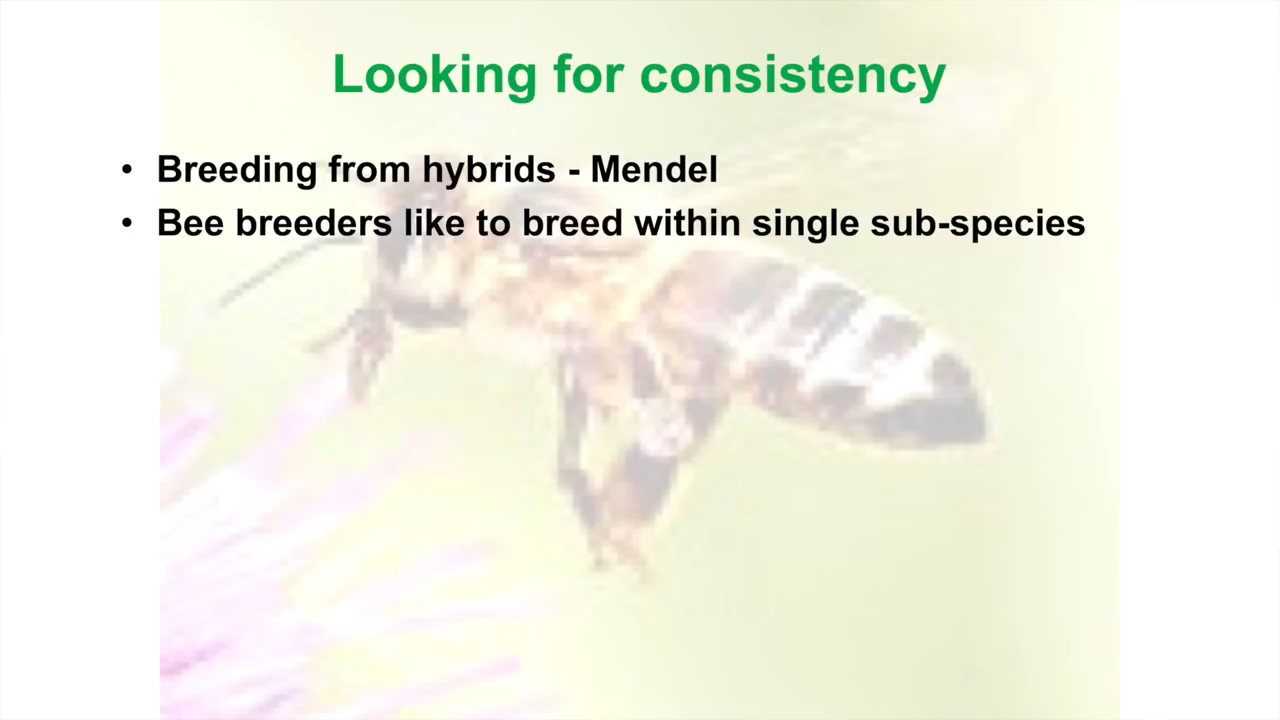 Looking for consistency
• Breeding from hybrids - Mendel
• Bee breeders like to breed within single sub-species